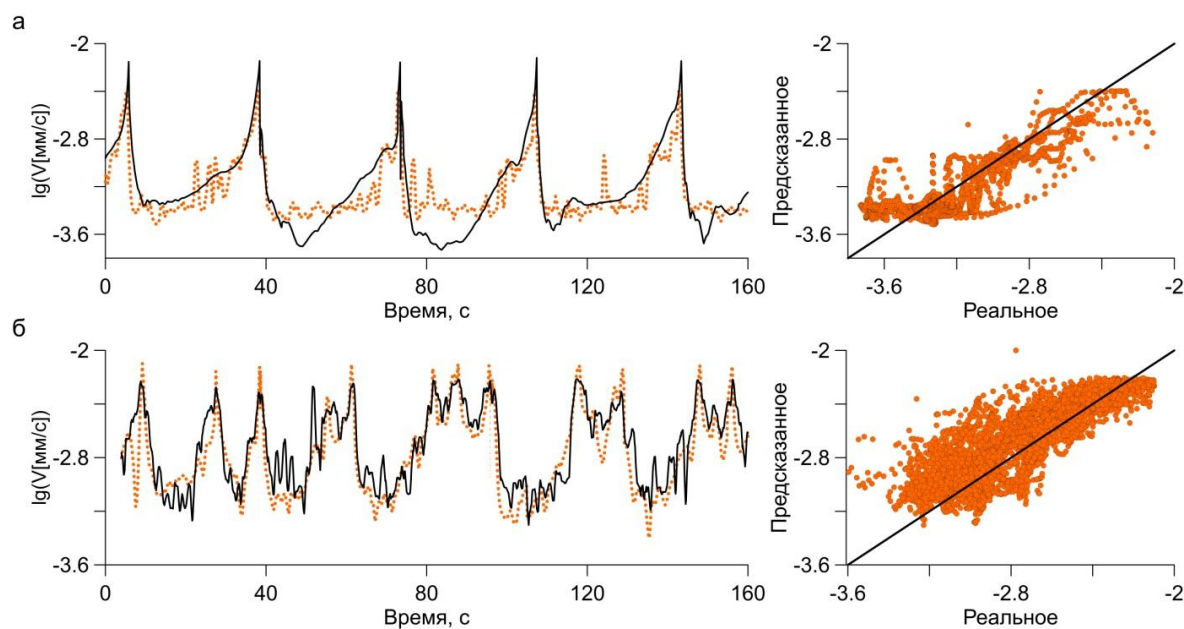 а
-2
-2.8
-3.6
lg(V[мм/с])
0
40
80
120
160
Время, с
-2
-2.8
-3.6
Предсказанное
-3.6
-2.8
-2
Реальное
б
-2
-2.8
-3.6
lg(V[мм/с])
0
40
80
120
160
Время, с
-2
-2.8
-3.6
Предсказанное
-3.6
-2.8
-2
Реальное